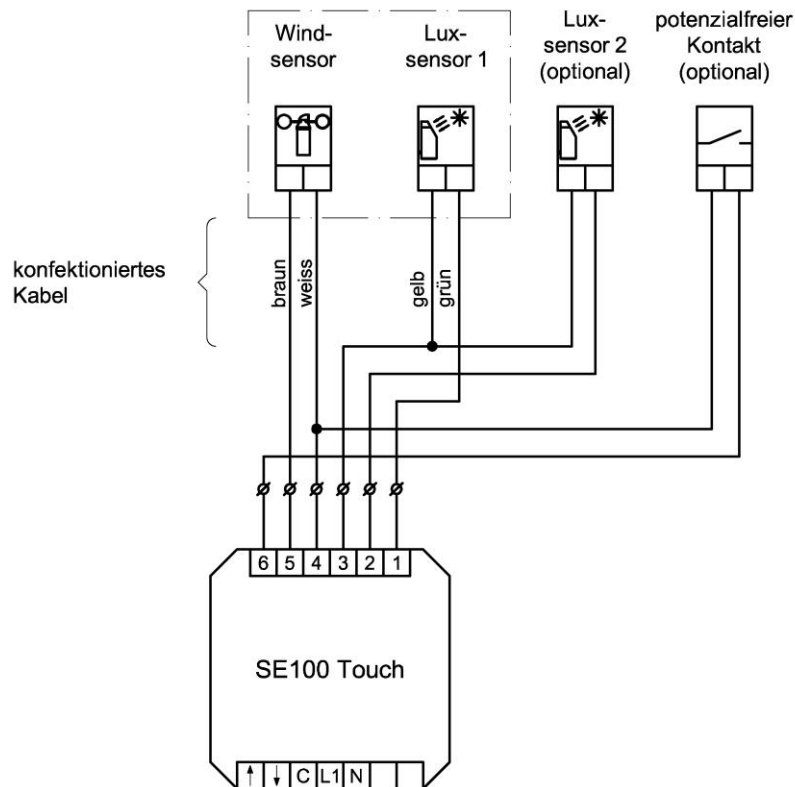 Wind-
sensor
Lux-
sensor 1
Lux-
sensor 2
(optional)
potenzialfreier
Kontakt
(optional)
konfektioniertes
Kabel
braun
weiss
gelb
grün
6 5 4 3 2 1
SE100 Touch
↑ ↓ C L1 N